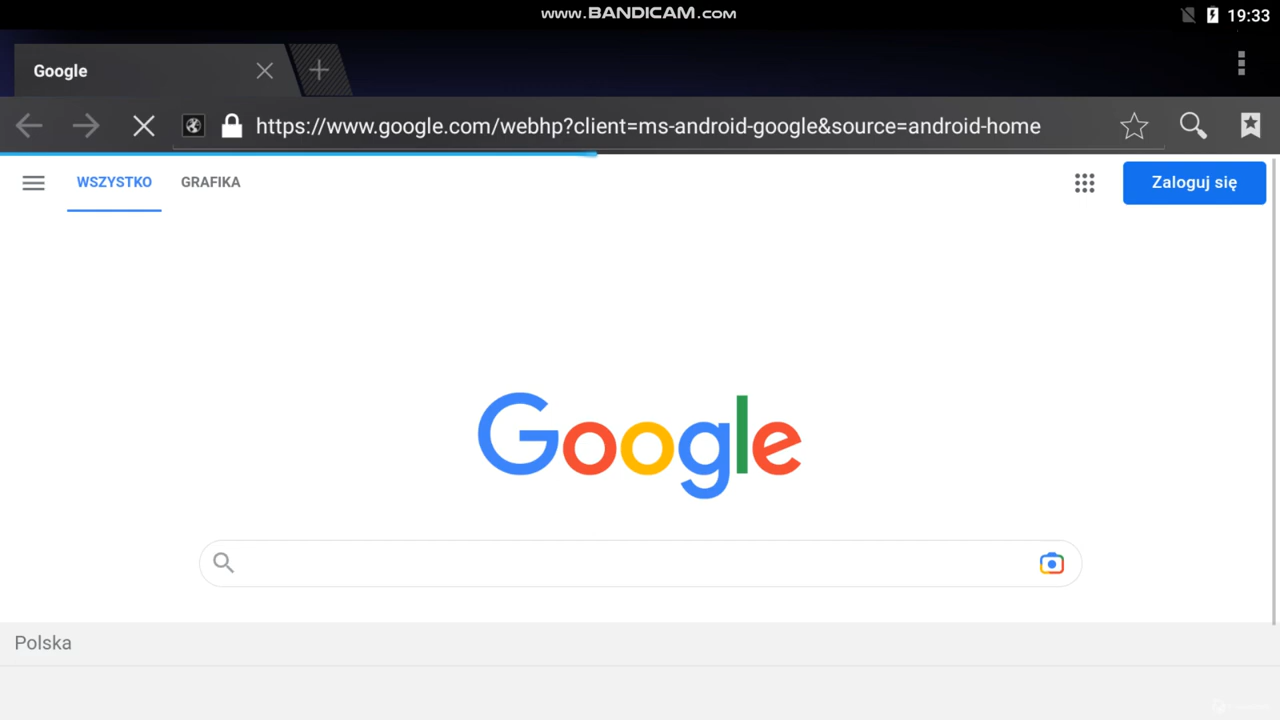 www.BANDICAM.com
19:33
Google
https://www.google.com/webhp?client=ms-android-google&source=android-home
WSZYSTKO
GRAFIKA
Zaloguj się
Google
Polska